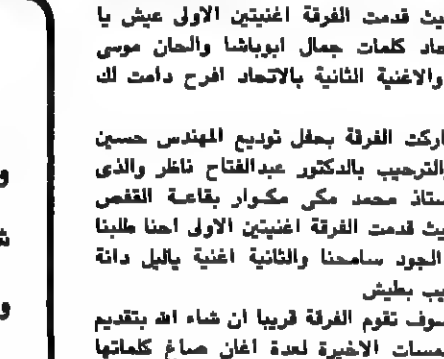 يث قدمت الفرقة اغنيتين الاولى عيش يا
حاد كلمات جمال ابوباشا والحان موسى
والاغنية الثانية بالاتحاد افرح دامت لك
اركت الفرقة بحفل توديع المهندس حسين
والترحيب بالدكتور عبدالفتاح ناظر والذى
ستاذ محمد مكى مكوار بقاعة القفص
يث قدمت الفرقة اغنيتين الاولى احنا طلبنا
الجود سامحنا والثانية اغنية ياليل دانة
يب بطيش
سوف تقوم الفرقة قريبا ان شاء الله بتقديم
مسات الاخيرة لعدة اغان صاغ كلماتها
و
ش
و